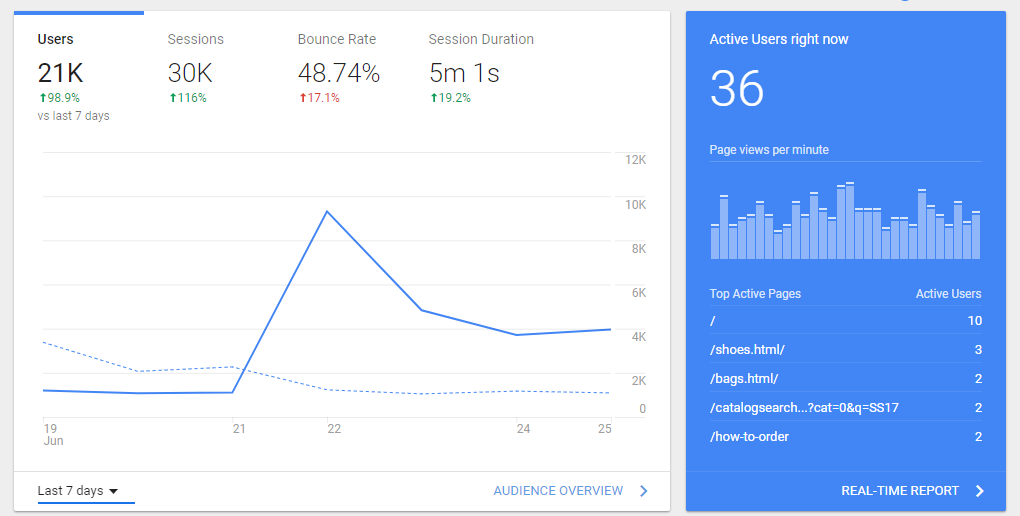 Users Sessions Bounce Rate Session Duration
21K 30K 48.74% 5m 1s
↑98.9% ↑116% ↑17.1% ↑19.2%
vs last 7 days
12K
10K
8K
6K
4K
2K
0
19 21 22 24 25
Jun
Last 7 days AUDIENCE OVERVIEW
Active Users right now
36
Page views per minute
Top Active Pages Active Users
/ 10
/shoes.html/ 3
/bags.html/ 2
/catalogsearch...?cat=0&q=SS17 2
/how-to-order 2
REAL-TIME REPORT